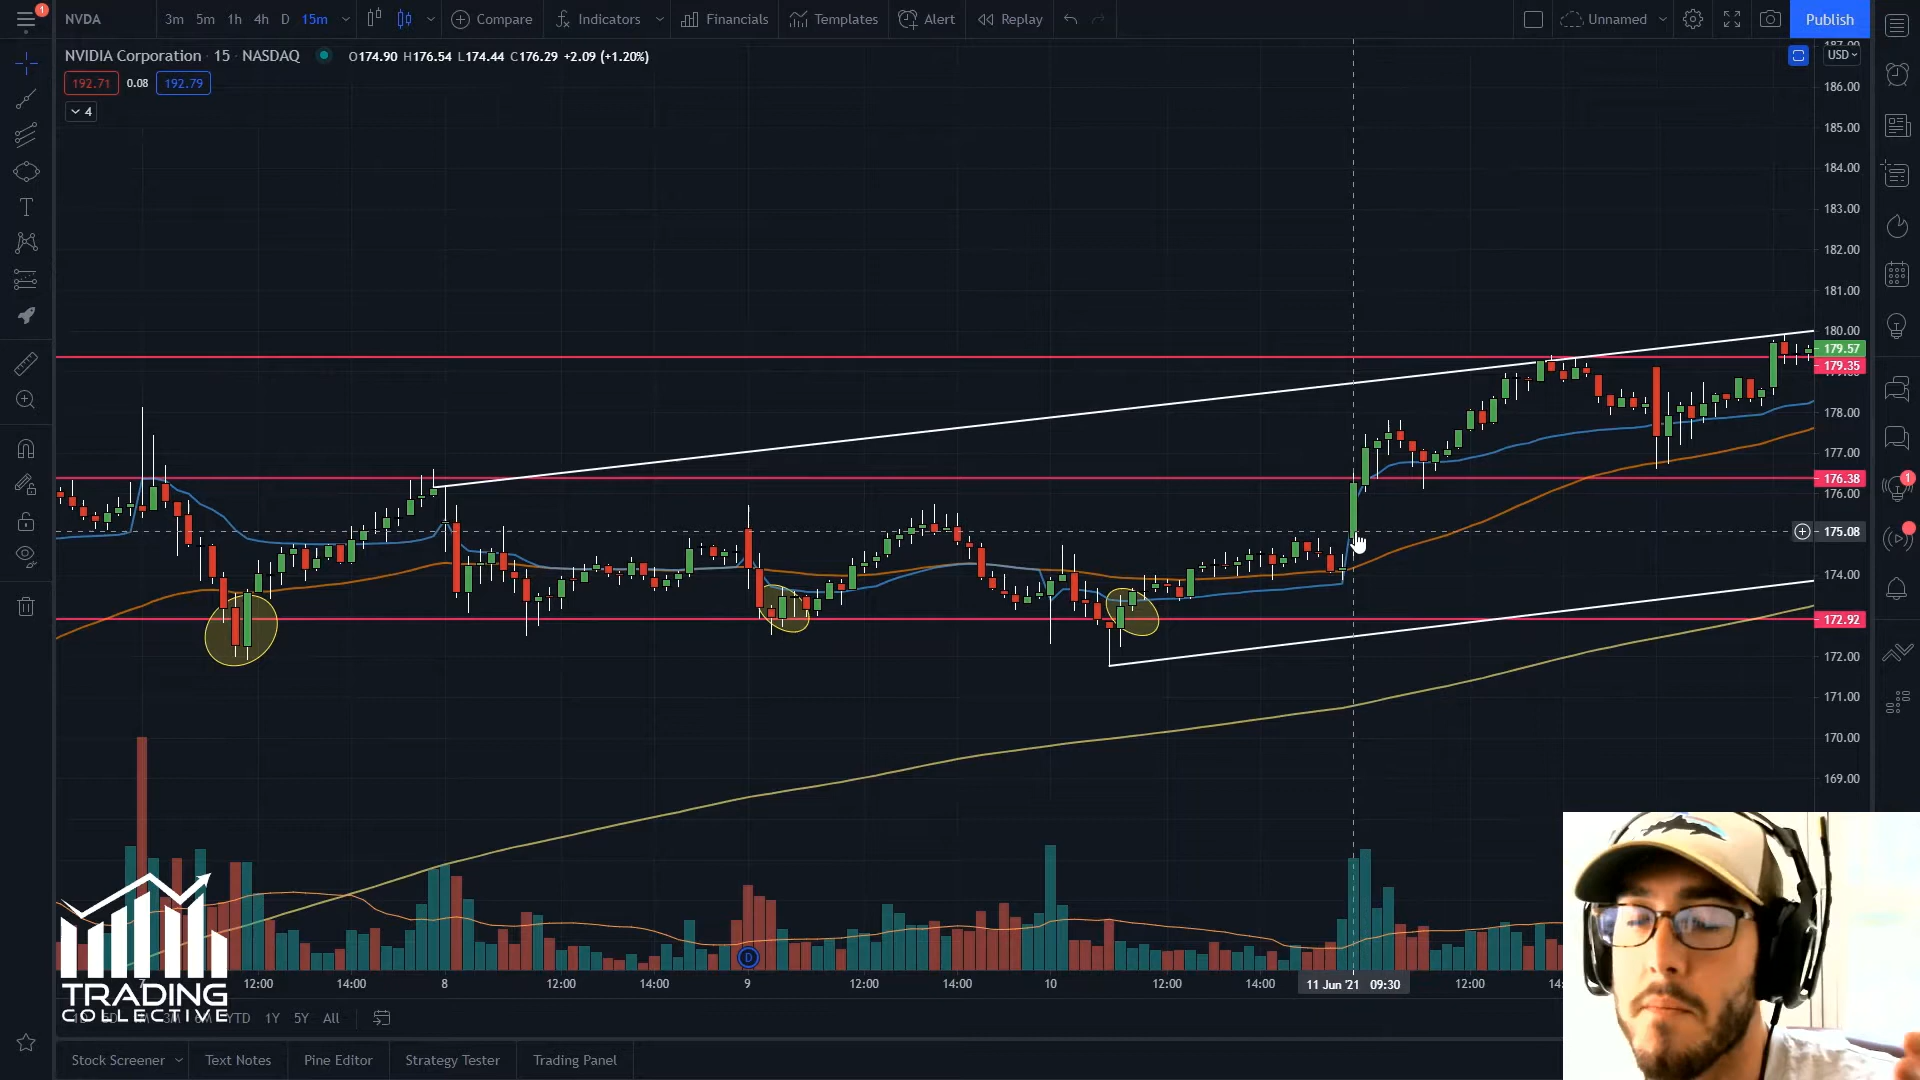 1
NVDA 3m 5m 1h 4h D 15m Compare Indicators Financials Templates Alert Replay Unnamed Publish
NVIDIA Corporation · 15 · NASDAQ O174.90 H176.54 L174.44 C176.29 +2.09 (+1.20%)
USD
192.71 0.08 192.79
4
187.00
186.00
185.00
184.00
183.00
182.00
181.00
180.00
179.57
179.35
178.00
177.00
176.38
176.00
175.08
174.00
172.92
172.00
171.00
170.00
169.00
1
T
D
7 12:00 14:00 8 12:00 14:00 9 12:00 14:00 10 12:00 14:00 11 Jun '21 09:30 12:00
TRADING
COLLECTIVE
YTD 1Y 5Y All
Stock Screener Text Notes Pine Editor Strategy Tester Trading Panel